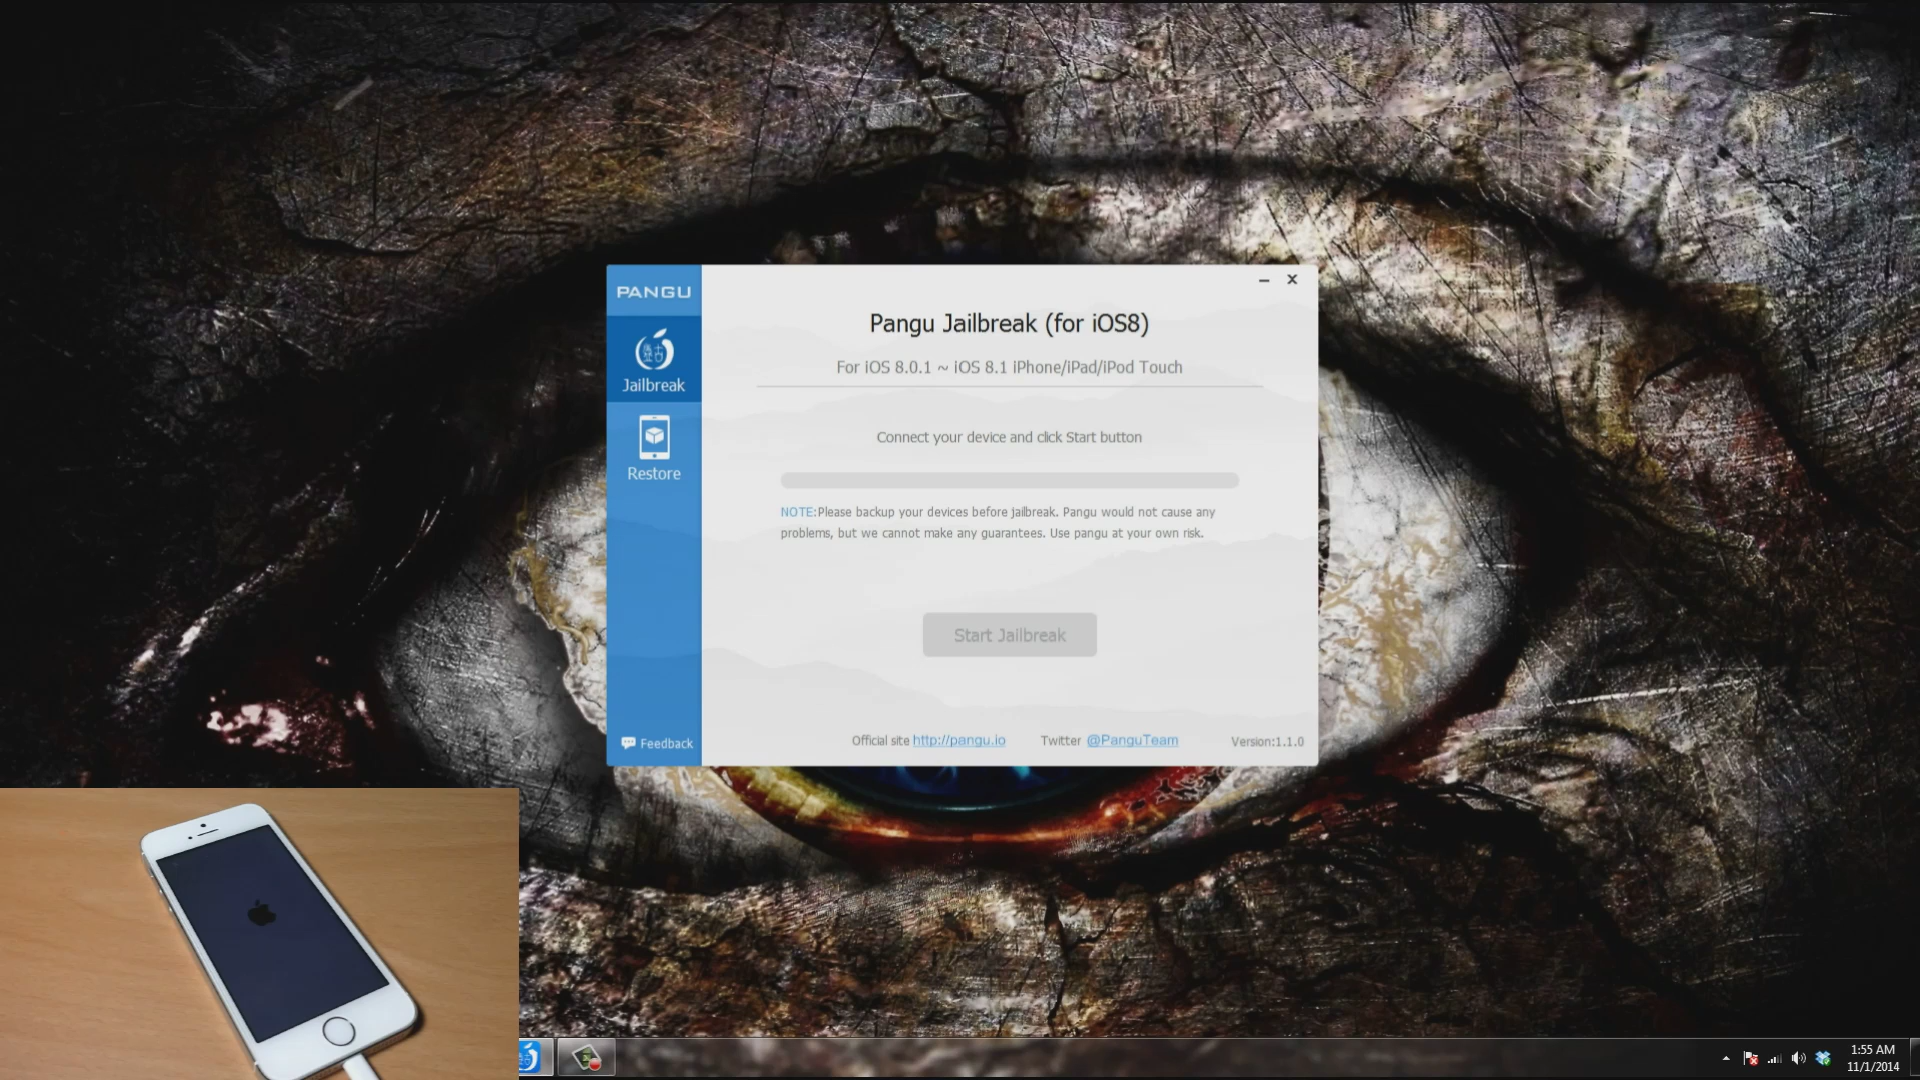 PANGU
Jailbreak
Restore
Feedback
Pangu Jailbreak (for iOS8)
For iOS 8.0.1 ~ iOS 8.1 iPhone/iPad/iPod Touch
Connect your device and click Start button
NOTE:Please backup your devices before jailbreak. Pangu would not cause any
problems, but we cannot make any guarantees. Use pangu at your own risk.
Start Jailbreak
Official site http://pangu.io Twitter @PanguTeam Version:1.1.0
1:55 AM
11/1/2014